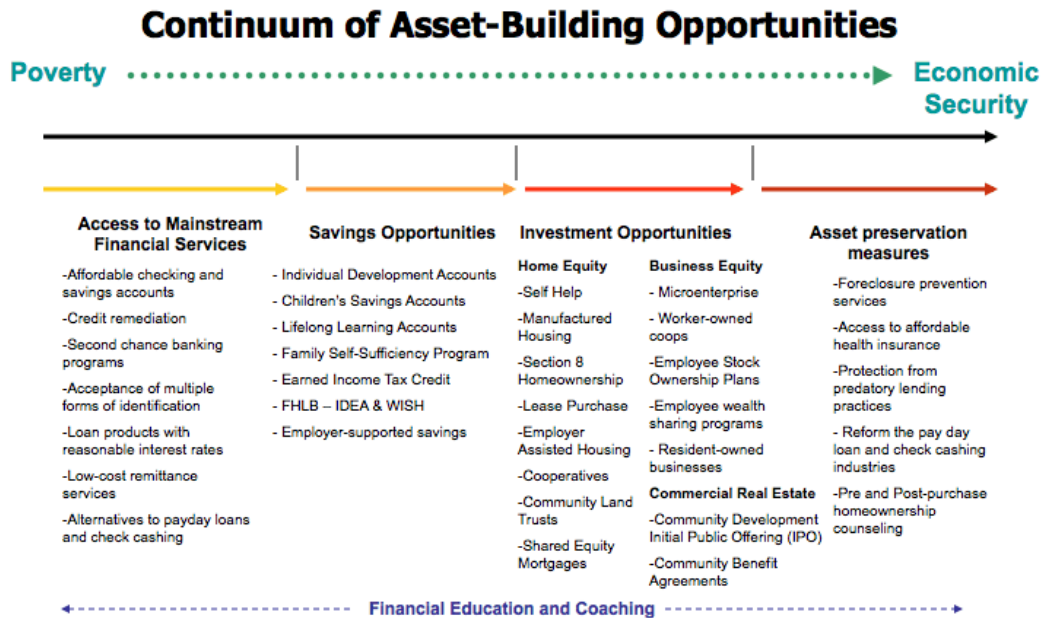 Continuum of Asset-Building Opportunities
Poverty
Economic
Security
Access to Mainstream
Financial Services
-Affordable checking and
savings accounts
-Credit remediation
-Second chance banking
programs
-Acceptance of multiple
forms of identification
-Loan products with
reasonable interest rates
-Low-cost remittance
services
-Alternatives to payday loans
and check cashing
Savings Opportunities
- Individual Development Accounts
- Children's Savings Accounts
- Lifelong Learning Accounts
- Family Self-Sufficiency Program
- Earned Income Tax Credit
- FHLB – IDEA & WISH
- Employer-supported savings
Investment Opportunities
Home Equity
-Self Help
-Manufactured
Housing
-Section 8
Homeownership
-Lease Purchase
-Employer
Assisted Housing
-Cooperatives
-Community Land
Trusts
-Shared Equity
Mortgages
Business Equity
- Microenterprise
- Worker-owned
coops
-Employee Stock
Ownership Plans
-Employee wealth
sharing programs
- Resident-owned
businesses
Commercial Real Estate
-Community Development
Initial Public Offering (IPO)
-Community Benefit
Agreements
Asset preservation
measures
-Foreclosure prevention
services
-Access to affordable
health insurance
-Protection from
predatory lending
practices
- Reform the pay day
loan and check cashing
industries
-Pre and Post-purchase
homeownership
counseling
Financial Education and Coaching